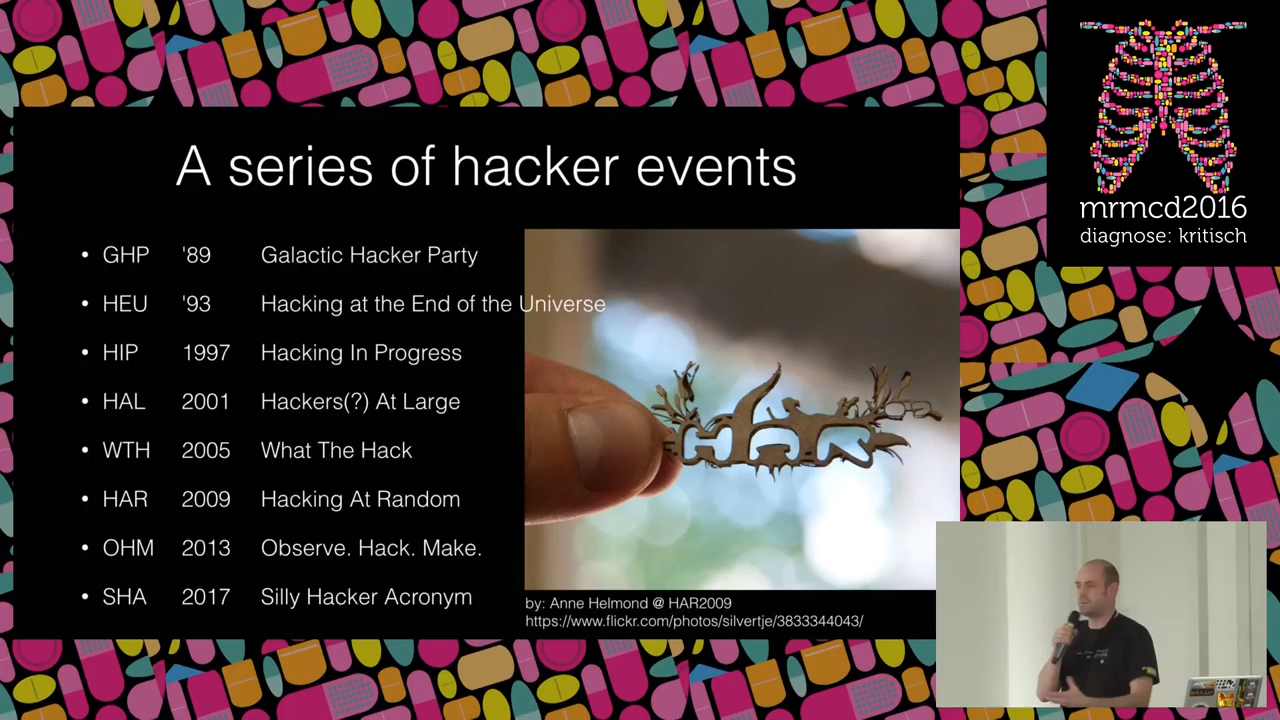 A series of hacker events
• GHP '89 Galactic Hacker Party
• HEU '93 Hacking at the End of the Universe
• HIP 1997 Hacking In Progress
• HAL 2001 Hackers(?) At Large
• WTH 2005 What The Hack
• HAR 2009 Hacking At Random
• OHM 2013 Observe. Hack. Make.
• SHA 2017 Silly Hacker Acronym
HAR
by: Anne Helmond @ HAR2009
https://www.flickr.com/photos/silvertje/3833344043/
mrmcd2016
diagnose: kritisch
#42